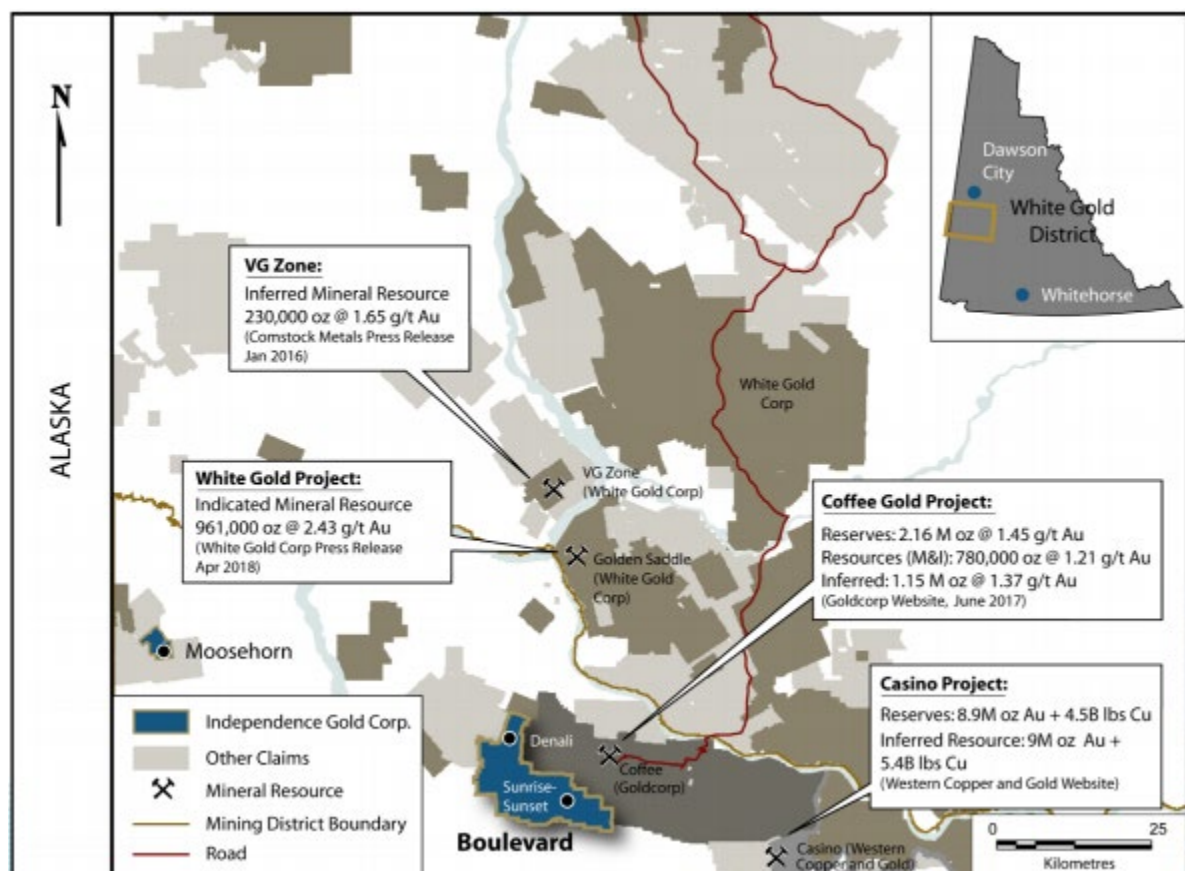 N
ALASKA
Dawson
City
White Gold
District
Whitehorse
VG Zone:
Inferred Mineral Resource
230,000 oz @ 1.65 g/t Au
(Comstock Metals Press Release
Jan 2016)
White Gold
Corp
VG Zone
(White Gold Corp)
White Gold Project:
Indicated Mineral Resource
961,000 oz @ 2.43 g/t Au
(White Gold Corp Press Release
Apr 2018)
Golden Saddle
(White Gold
Corp)
Coffee Gold Project:
Reserves: 2.16 M oz @ 1.45 g/t Au
Resources (M&I): 780,000 oz @ 1.21 g/t Au
Inferred: 1.15 M oz @ 1.37 g/t Au
(Goldcorp Website, June 2017)
Moosehorn
Casino Project:
Reserves: 8.9M oz Au + 4.5B lbs Cu
Inferred Resource: 9M oz Au +
5.4B lbs Cu
(Western Copper and Gold Website)
Independence Gold Corp.
Other Claims
Mineral Resource
Mining District Boundary
Road
Denali
Sunrise-
Sunset
Boulevard
Coffee
(Goldcorp)
Casino (Western
Copper and Gold)
0 25
Kilometres